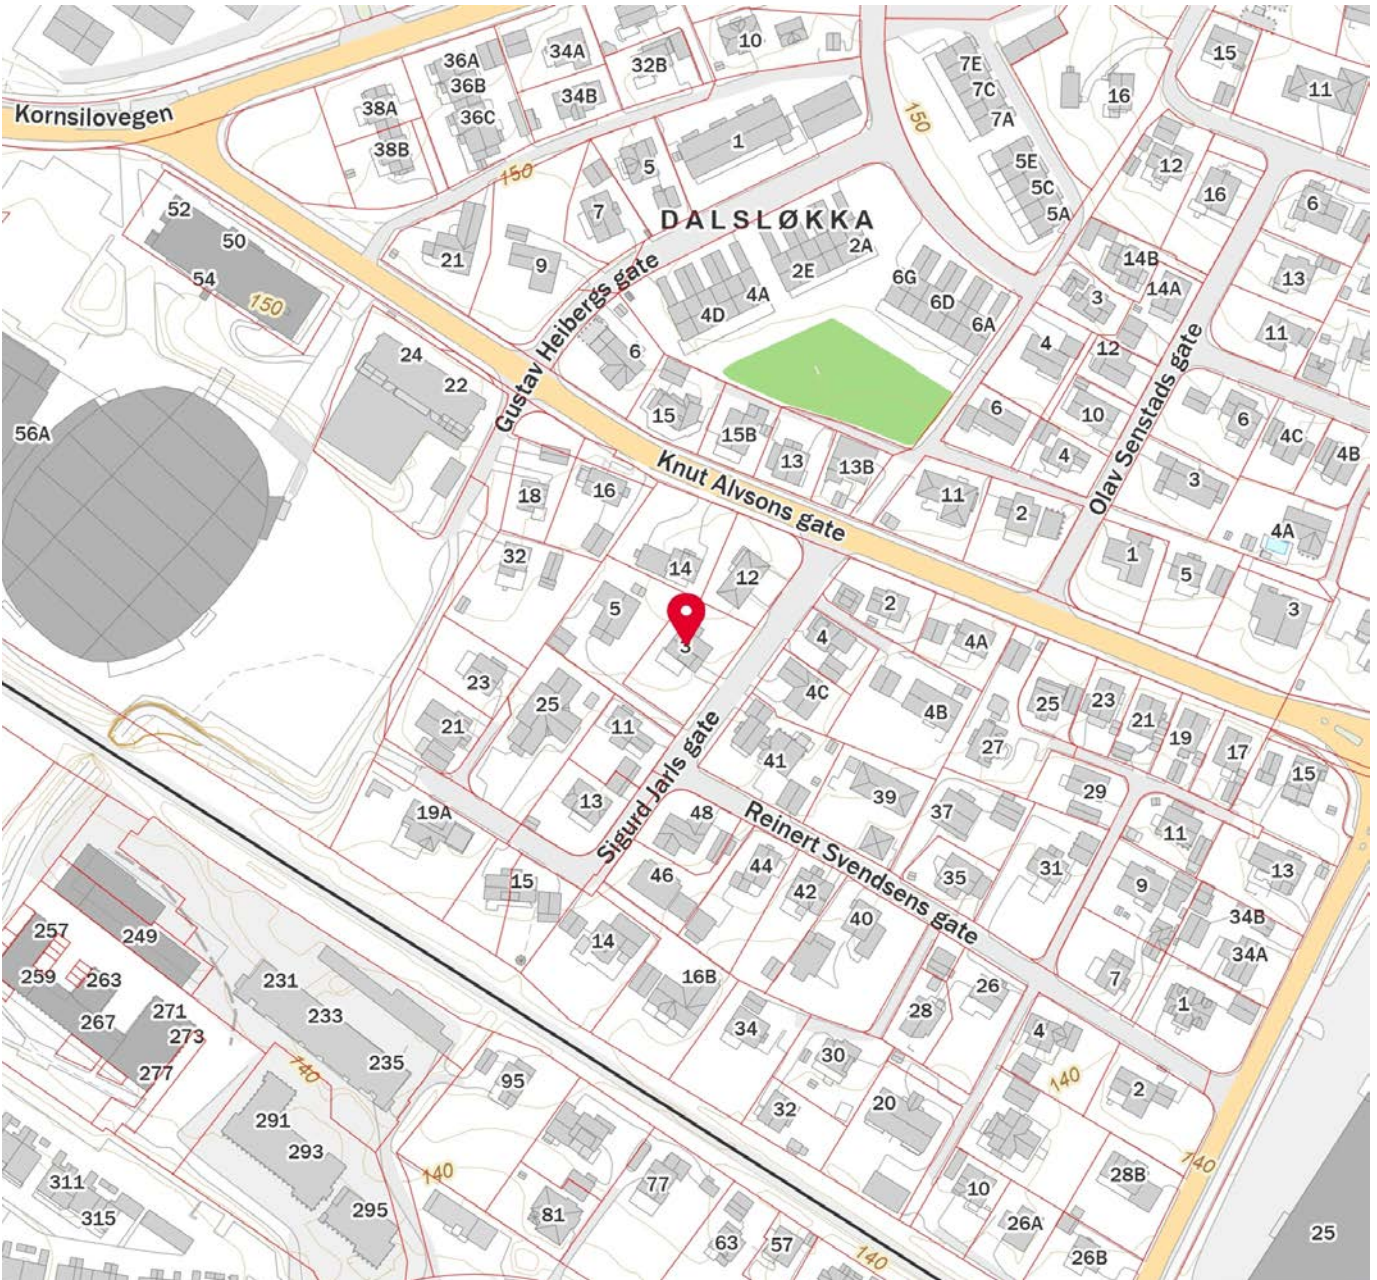 10
34A
32B
15
36A
36B
38A
34B
7E
7C
7A
16
11
Kornsilovegen
36C
1
150
38B
5
12
5E
5C
5A
150
16
7
6
52
50
DALSLØKKA
21
9
2A
2E
14B
13
54
4A
6G
6D
6A
3
14A
150
4D
4
12
11
24
22
6
Gustav Heilbergs gate
15
15B
6
10
6
4C
56A
13
13B
4
Olav Senstads gate
4B
Knut Alvsons gate
3
18
16
11
2
4A
32
14
12
1
5
5
2
3
3
4
4A
23
4C
25
4B
25
23
21
19
17
21
11
41
27
15
Sigurd Jarls gate
39
29
13
37
19A
48
Reinert Svendsens gate
11
44
35
31
13
15
46
42
9
40
34B
257
249
14
34A
259
263
231
16B
7
26
1
271
267
233
34
28
273
4
235
277
30
140
95
140
2
291
32
20
293
140
140
77
28B
311
10
315
295
81
26A
63
57
25
26B
140